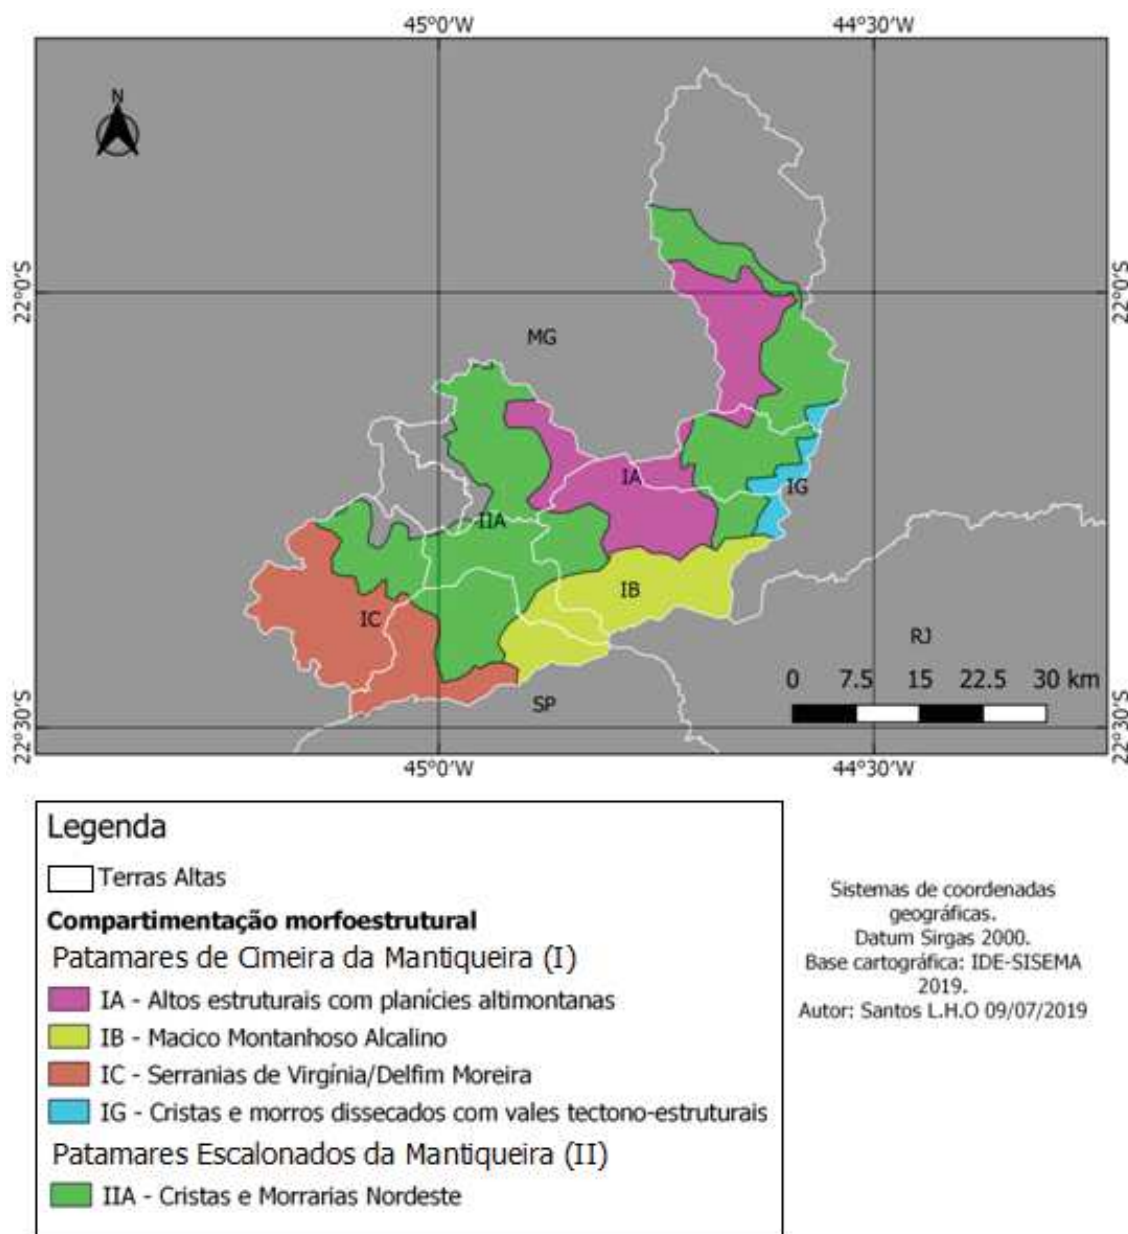 45°0'W 44°30'W
N
22°0'S 22°0'S
MG
IA
IG
IIA
IB
IC
RJ
0 7.5 15 22.5 30 km
SP
22°30'S 22°30'S
45°0'W 44°30'W
Legenda
Terras Altas
Compartimentação morfoestrutural
Patamares de Cimeira da Mantiqueira (I)
IA - Altos estruturais com planícies altimontanas
IB - Macico Montanhoso Alcalino
IC - Serranias de Virgínia/Delfim Moreira
IG - Cristas e morros dissecados com vales tectono-estruturais
Patamares Escalonados da Mantiqueira (II)
IIA - Cristas e Morrarias Nordeste
Sistemas de coordenadas
geográficas.
Datum Sirgas 2000.
Base cartográfica: IDE-SISEMA
2019.
Autor: Santos L.H.O 09/07/2019